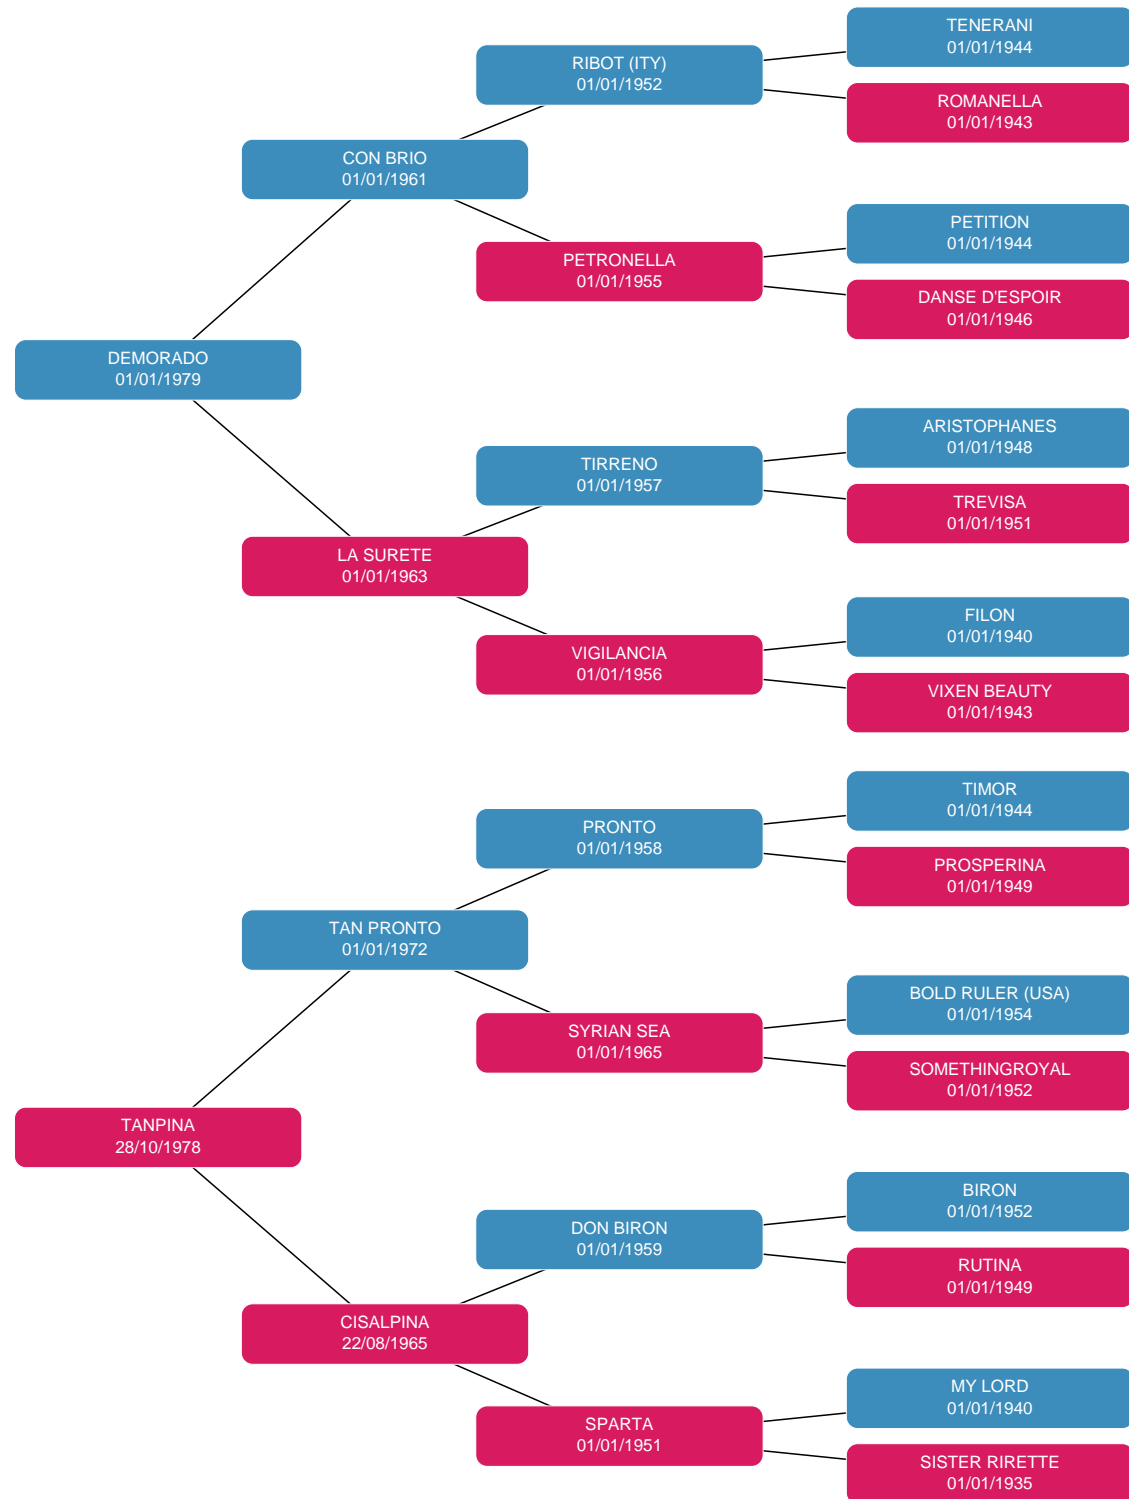 TENERANI
01/01/1944
RIBOT (ITY)
01/01/1952
ROMANELLA
01/01/1943
CON BRIO
01/01/1961
PETITION
01/01/1944
PETRONELLA
01/01/1955
DANSE D'ESPOIR
01/01/1946
DEMORADO
01/01/1979
ARISTOPHANES
01/01/1948
TIRRENO
01/01/1957
TREVISA
01/01/1951
LA SURETE
01/01/1963
FILON
01/01/1940
VIGILANCIA
01/01/1956
VIXEN BEAUTY
01/01/1943
TIMOR
01/01/1944
PRONTO
01/01/1958
PROSPERINA
01/01/1949
TAN PRONTO
01/01/1972
BOLD RULER (USA)
01/01/1954
SYRIAN SEA
01/01/1965
SOMETHINGROYAL
01/01/1952
TANPINA
28/10/1978
BIRON
01/01/1952
DON BIRON
01/01/1959
RUTINA
01/01/1949
CISALPINA
22/08/1965
MY LORD
01/01/1940
SPARTA
01/01/1951
SISTER RIRETTE
01/01/1935